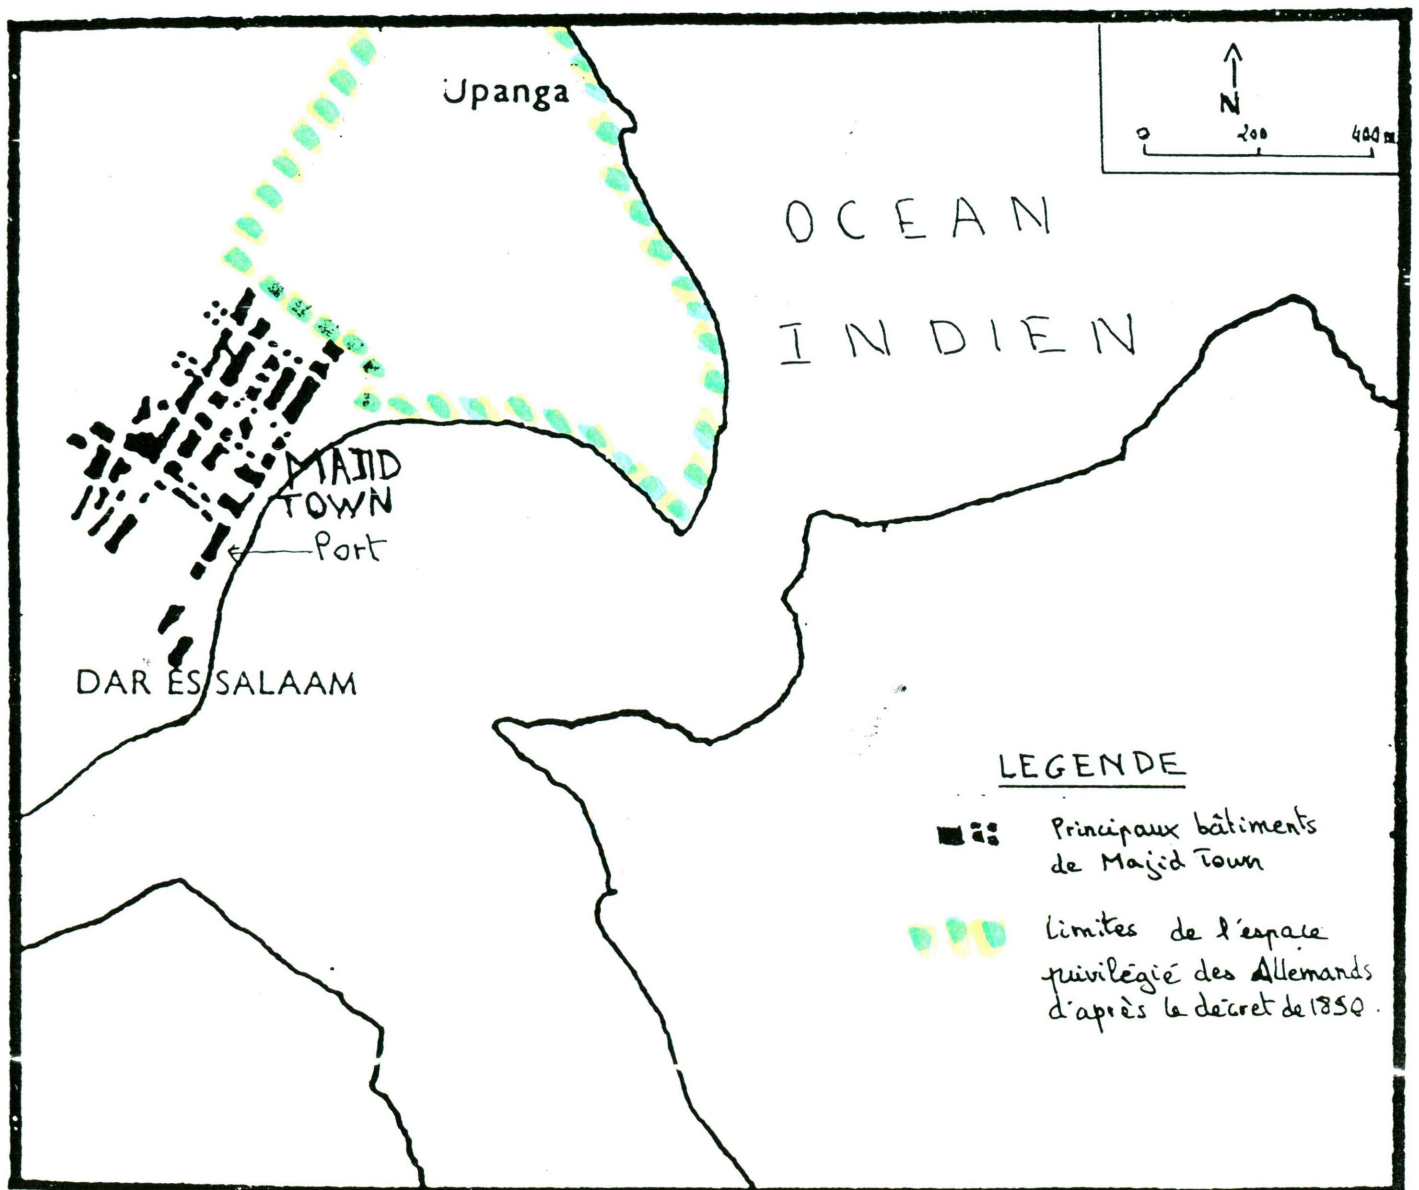 Upanga
N
0 200 400 m
OCEAN
INDIEN
MAJID
TOWN
Port
DAR ES SALAAM
LEGENDE
Principaux bâtiments
de Majid Town
Limites de l'espace
privilégié des Allemands
d'après le décret de 1890.